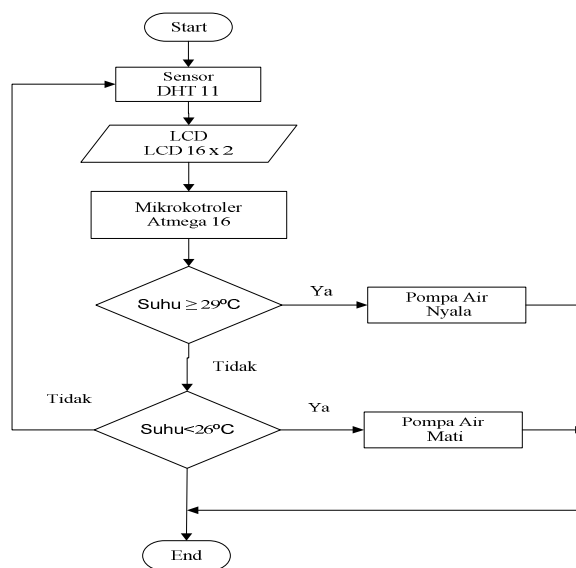 Start
Sensor
DHT 11
LCD
LCD 16 x 2
Mikrokotroler
Atmega 16
Suhu ≥ 29ºC
Ya
Pompa Air
Nyala
Tidak
Tidak
Suhu<26ºC
Ya
Pompa Air
Mati
End